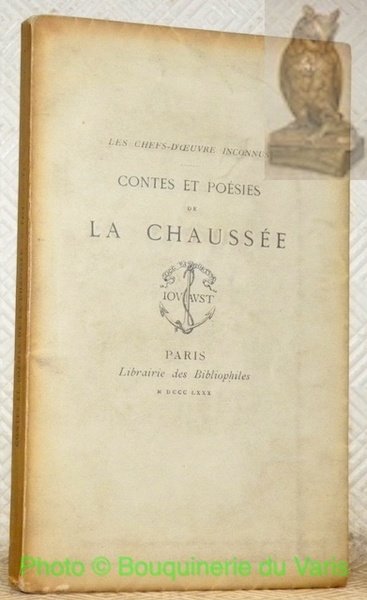 LES CHEFS-D'ŒUVRE INCONNUS
CONTES ET POÉSIES
DE
LA CHAUSSÉE
IOVAVST
PARIS
Librairie des Bibliophiles
M DCCC LXXX
Photo © Bouquinerie du Varis